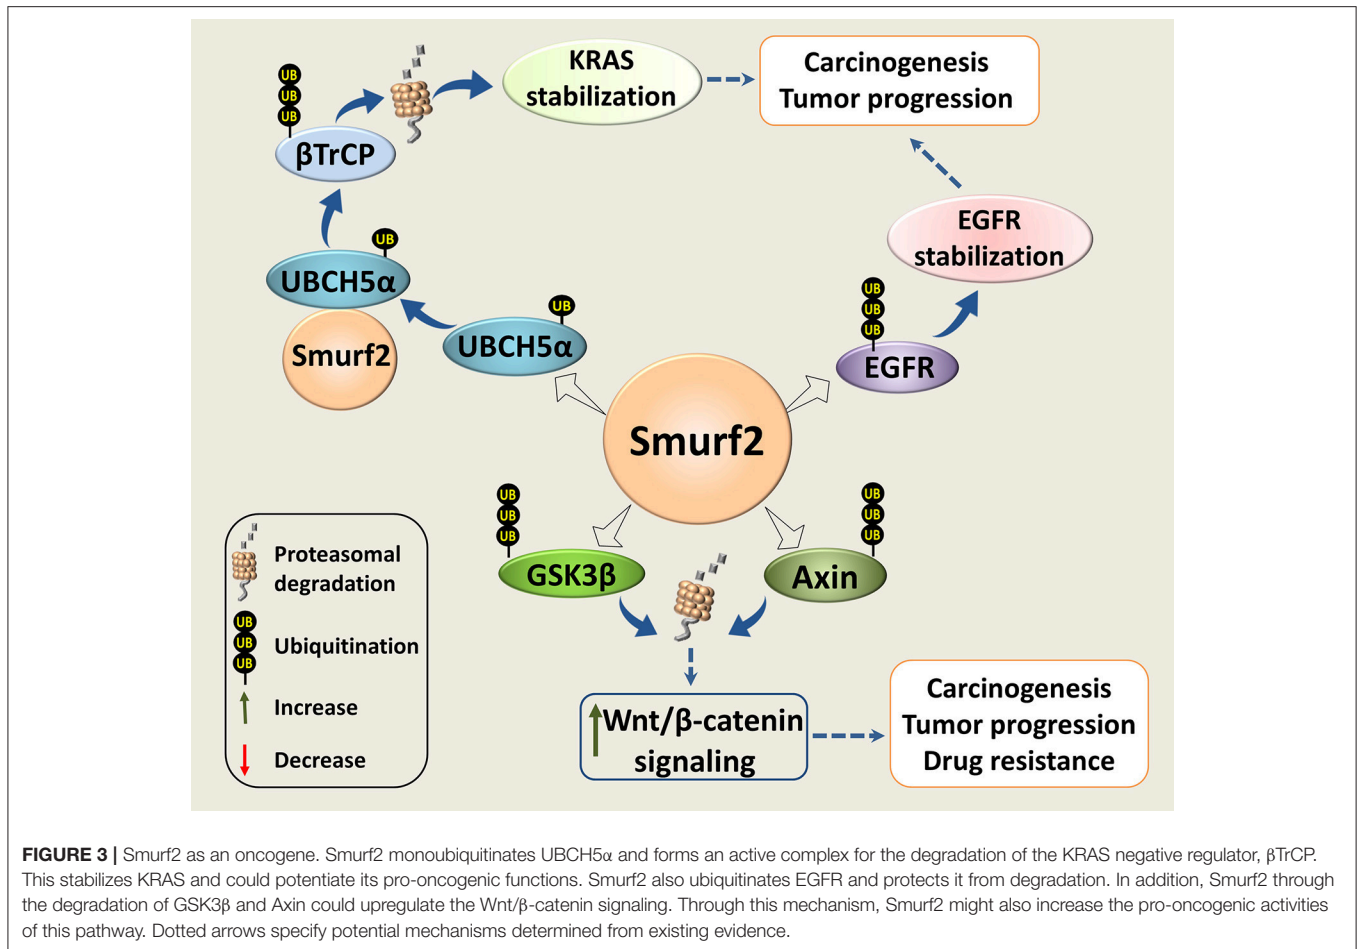 KRAS
stabilization
Carcinogenesis
Tumor progression
UB
UB
UB
βTrCP
EGFR
stabilization
UB
UBCH5α
Smurf2
UB
UBCH5α
UB
UB
UB
EGFR
Smurf2
UB
UB
UB
GSK3β
UB
UB
UB
Axin
Proteasomal
degradation
UB
UB
UB
Ubiquitination
Increase
Decrease
Wnt/β-catenin
signaling
Carcinogenesis
Tumor progression
Drug resistance
FIGURE 3 | Smurf2 as an oncogene. Smurf2 monoubiquitinates UBCH5α and forms an active complex for the degradation of the KRAS negative regulator, βTrCP.
This stabilizes KRAS and could potentiate its pro-oncogenic functions. Smurf2 also ubiquitinates EGFR and protects it from degradation. In addition, Smurf2 through
the degradation of GSK3β and Axin could upregulate the Wnt/β-catenin signaling. Through this mechanism, Smurf2 might also increase the pro-oncogenic activities
of this pathway. Dotted arrows specify potential mechanisms determined from existing evidence.